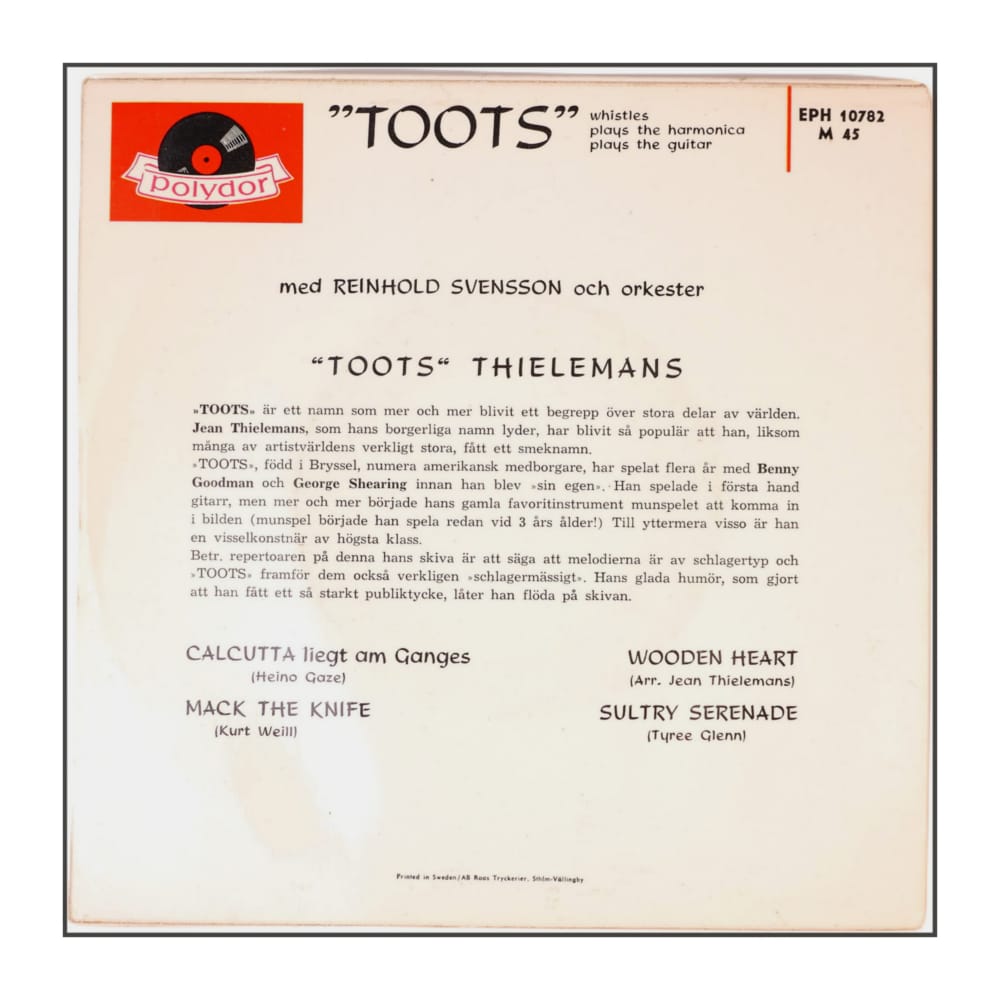 polydor
”TOOTS”
whistles
plays the harmonica
plays the guitar
EPH 10782
M 45
med REINHOLD SVENSSON och orkester
“TOOTS“ THIELEMANS
»TOOTS» är ett namn som mer och mer blivit ett begrepp över stora delar av världen.
Jean Thielemans, som hans borgerliga namn lyder, har blivit så populär att han, liksom
många av artistvärldens verkligt stora, fått ett smeknamn.
»TOOTS», född i Bryssel, numera amerikansk medborgare, har spelat flera år med Benny
Goodman och George Shearing innan han blev »sin egen». Han spelade i första hand
gitarr, men mer och mer började hans gamla favoritinstrument munspelet att komma in
i bilden (munspel började han spela redan vid 3 års ålder!) Till yttermera visso är han
en visselkonstnär av högsta klass.
Betr. repertoaren på denna hans skiva är att säga att melodierna är av schlagertyp och
»TOOTS» framför dem också verkligen »schlagermässigt». Hans glada humör, som gjort
att han fått ett så starkt publiktycke, låter han flöda på skivan.
CALCUTTA liegt am Ganges
(Heino Gaze)
MACK THE KNIFE
(Kurt Weill)
WOODEN HEART
(Arr. Jean Thielemans)
SULTRY SERENADE
(Tyree Glenn)
Printed in Sweden/AB Roos Tryckerier, Sthlm-Vällingby